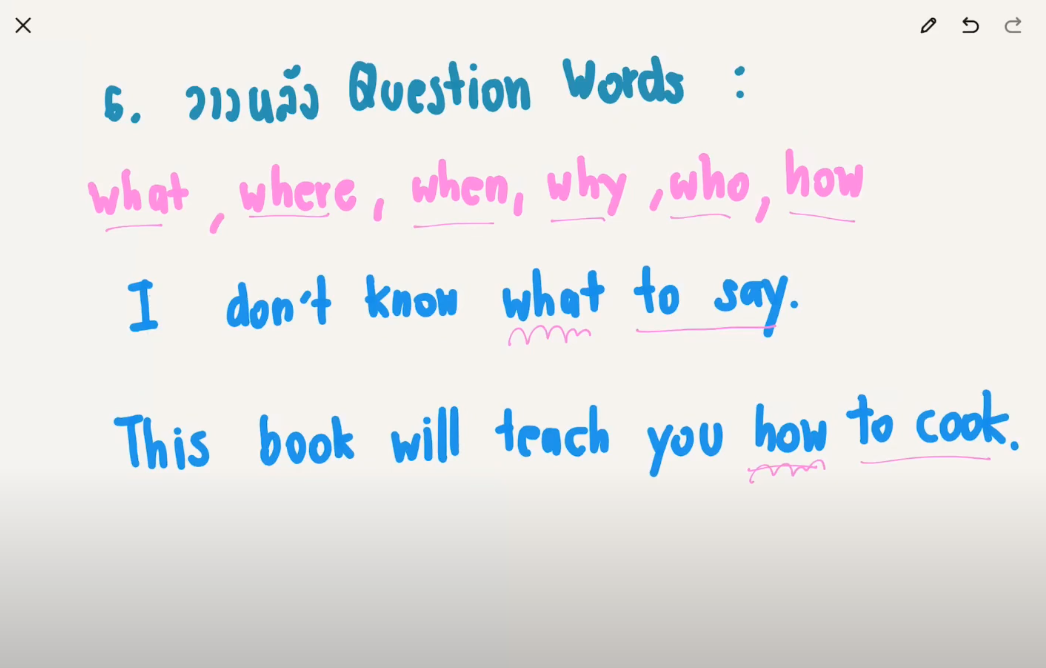 6. วางหลัง Question Words :
what, where, when, why, who, how
I don't know what to say.
This book will teach you how to cook.